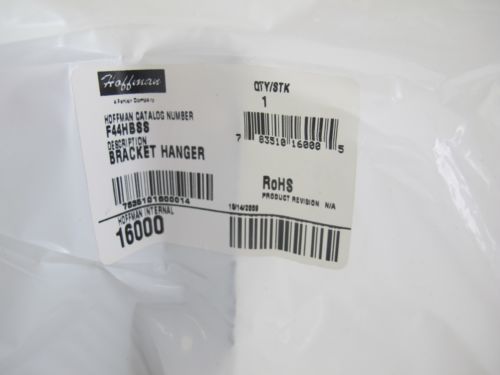 Hoffman
A Pentair Company
HOFFMAN CATALOG NUMBER
F44HBSS
DESCRIPTION
BRACKET HANGER
HOFFMAN INTERNAL
16000
QTY/STK
1
7 83510 16000 5
RoHS
PRODUCT REVISION N/A